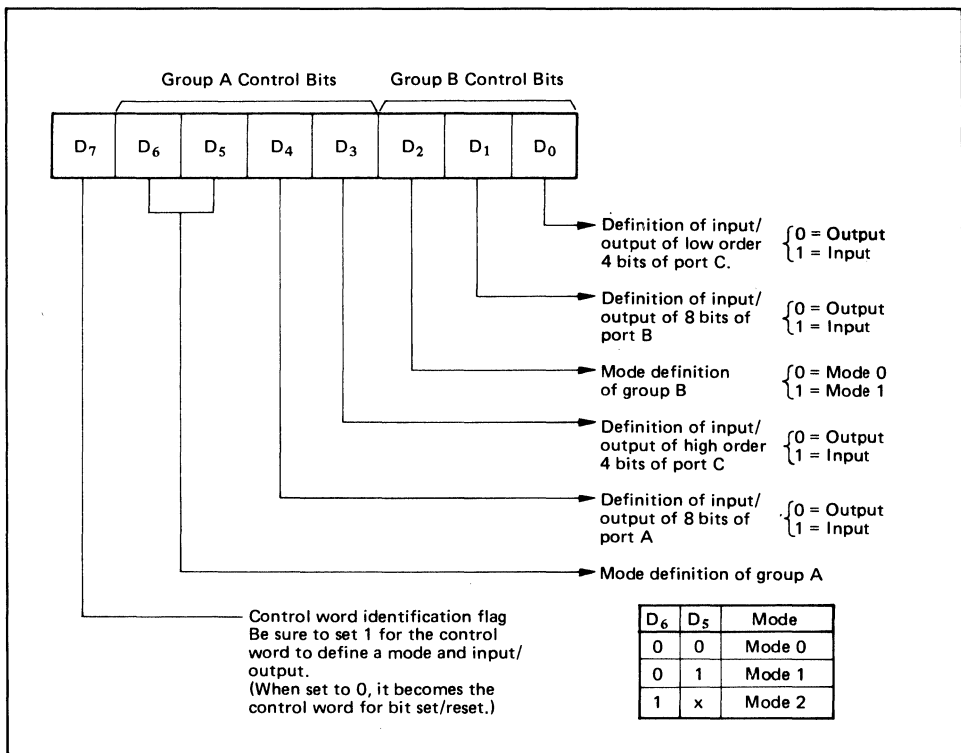 Group A Control Bits Group B Control Bits
D₇ D₆ D₅ D₄ D₃ D₂ D₁ D₀
Definition of input/
output of low order
4 bits of port C.
0 = Output
1 = Input
Definition of input/
output of 8 bits of
port B
0 = Output
1 = Input
Mode definition
of group B
0 = Mode 0
1 = Mode 1
Definition of input/
output of high order
4 bits of port C
0 = Output
1 = Input
Definition of input/
output of 8 bits of
port A
0 = Output
1 = Input
Mode definition of group A
Control word identification flag
Be sure to set 1 for the control
word to define a mode and input/
output.
(When set to 0, it becomes the
control word for bit set/reset.)
D₆ D₅ Mode
0 0 Mode 0
0 1 Mode 1
1 x Mode 2